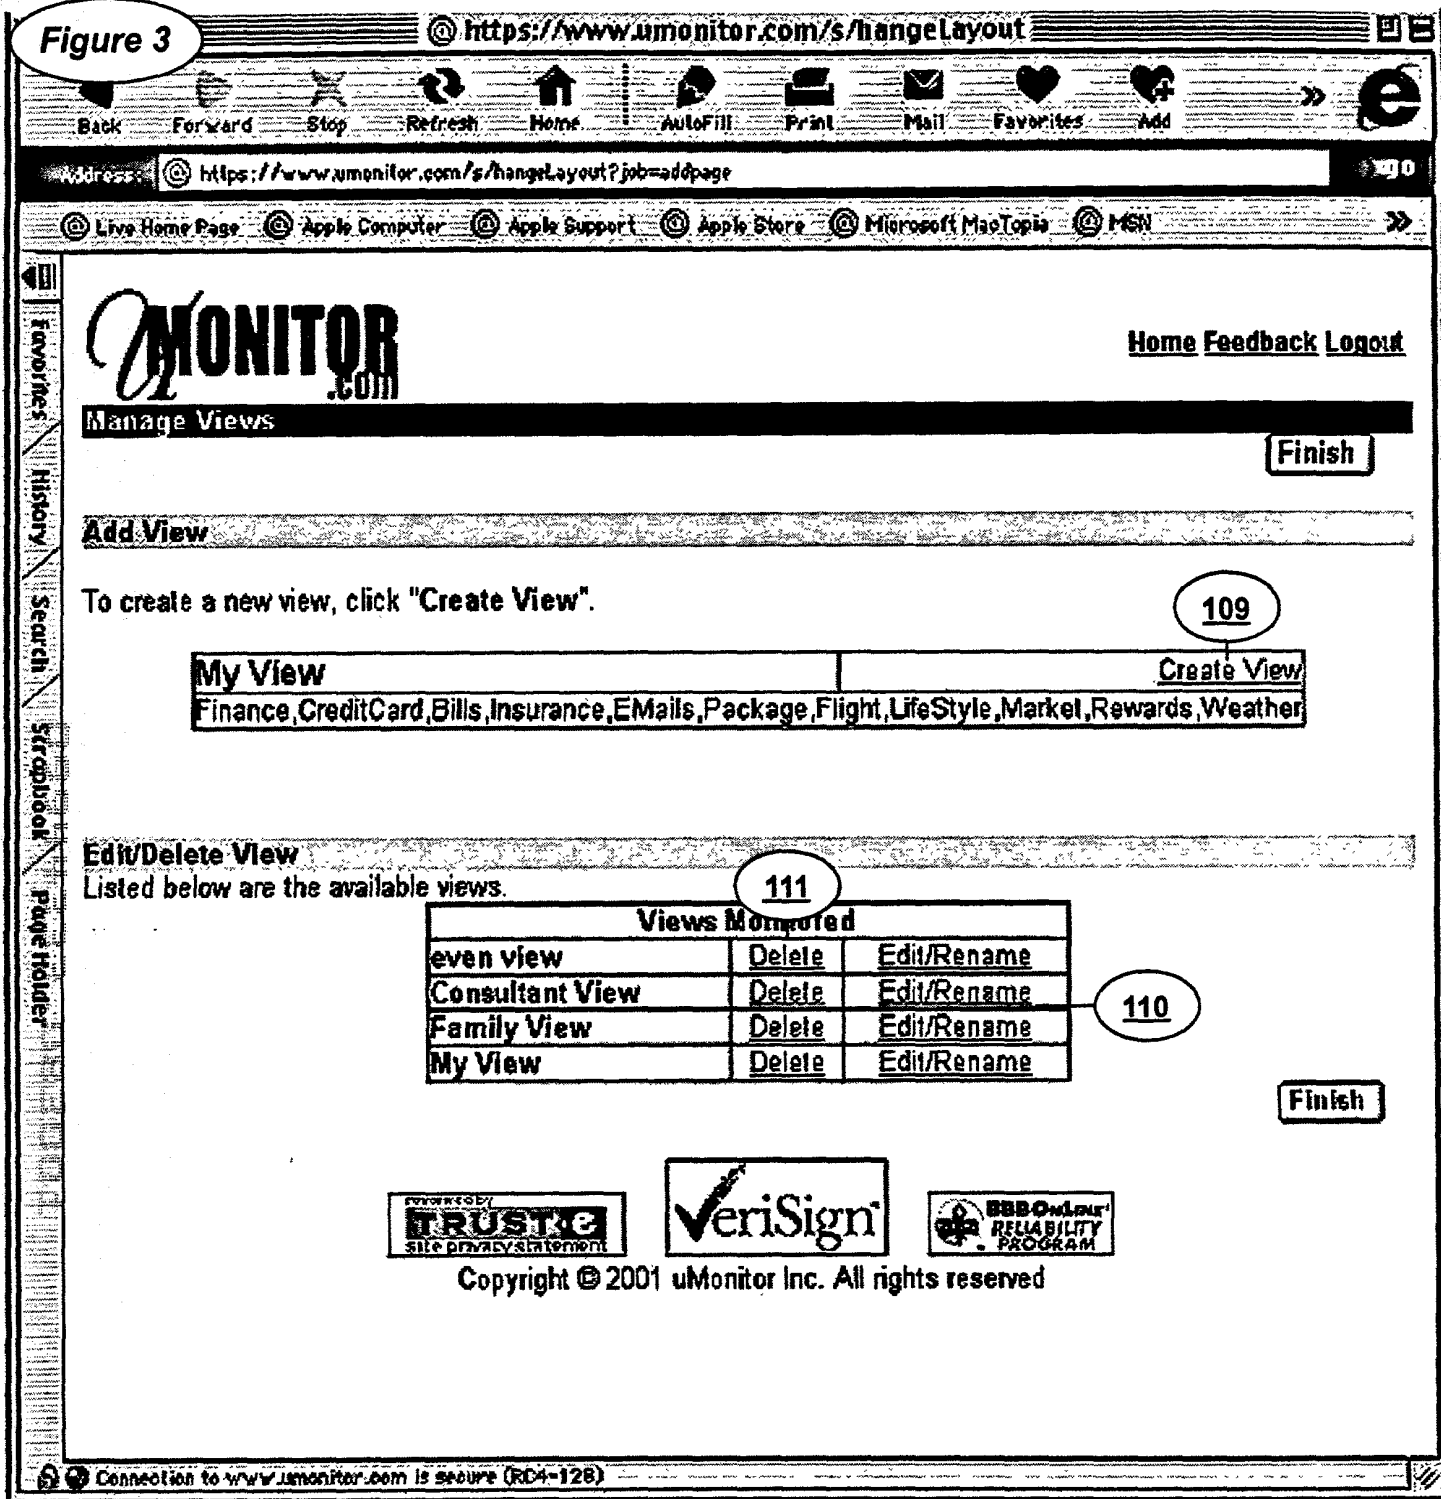 Figure 3
@ https://www.umonitor.com/s/hangeLayout
Back Forward Stop Refresh Home AutoFill Print Mail Favorites Add »
Address: @ https://www.umonitor.com/s/hangeLayout?job=addpage go
@ Live Home Page @ Apple Computer @ Apple Support @ Apple Store @ Microsoft MacTopia @ MSN »
Favorites
History
Search
Scrapbook
Page Holder
UMONITOR.com
Home Feedback Logout
Manage Views
Finish
Add View
To create a new view, click "Create View".
109
My View Create View
Finance,CreditCard,Bills,Insurance,EMails,Package,Flight,LifeStyle,Market,Rewards,Weather
Edit/Delete View
Listed below are the available views.
111
Views Monitored
even view Delete Edit/Rename
Consultant View Delete Edit/Rename
110
Family View Delete Edit/Rename
My View Delete Edit/Rename
Finish
TRUSTe
site privacy statement
VeriSign
BBBOnLine
RELIABILITY
PROGRAM
Copyright © 2001 uMonitor Inc. All rights reserved
Connection to www.umonitor.com is secure (RC4-128)